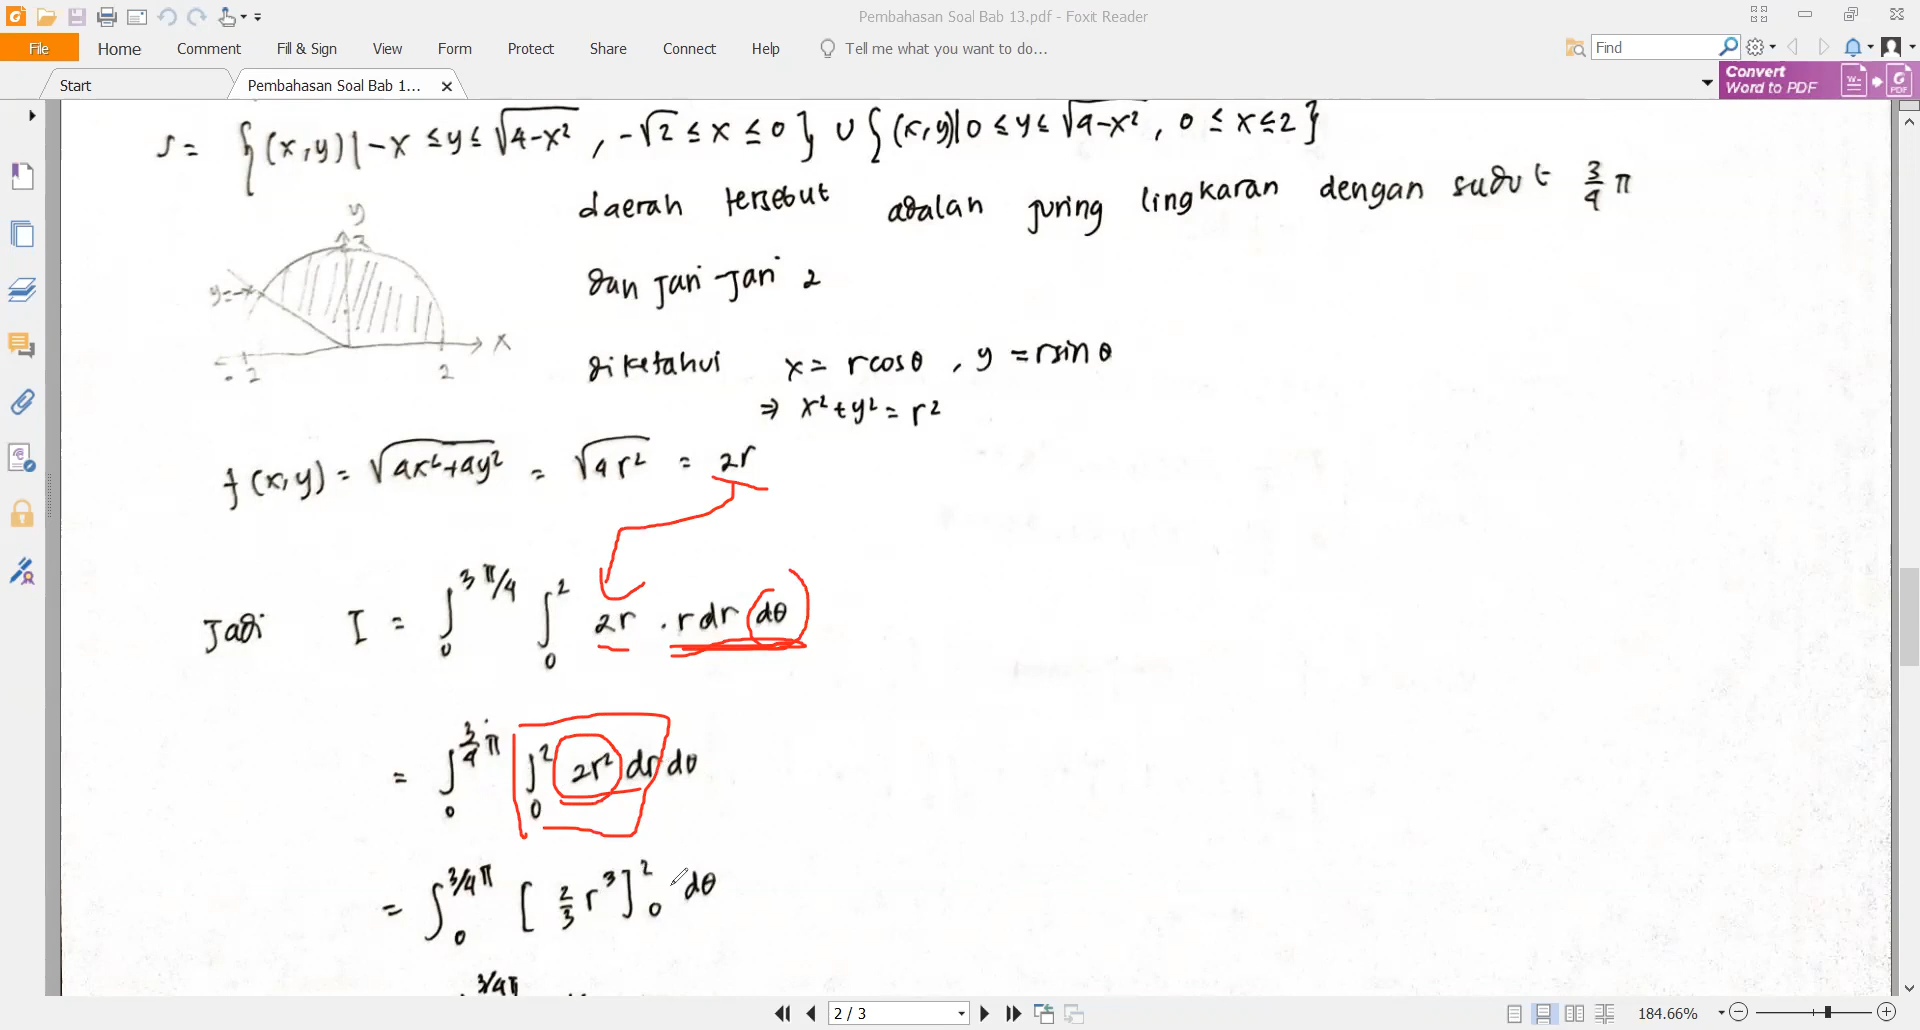 Pembahasan Soal Bab 13.pdf - Foxit Reader
File Home Comment Fill & Sign View Form Protect Share Connect Help Tell me what you want to do... Find
Start Pembahasan Soal Bab 1...
Convert
Word to PDF
S = {(x,y)|-x ≤ y ≤ √4-x², -√2 ≤ x ≤ 0} ∪ {(x,y)|0 ≤ y ≤ √4-x², 0 ≤ x ≤ 2}
daerah tersebut adalah juring lingkaran dengan sudut 3/4 π
y
2
y=-x
x
-2
2
dan jari-jari 2
diketahui x = r cos θ, y = r sin θ
⇒ x² + y² = r²
f(x,y) = √4x²+4y² = √4r² = 2r
Jadi I = ∫₀^{3π/4} ∫₀² 2r . r dr dθ
= ∫₀^{3/4 π} ∫₀² 2r² dr dθ
= ∫₀^{3/4 π} [2/3 r³]₀² dθ
3/4π
2 / 3
184.66%